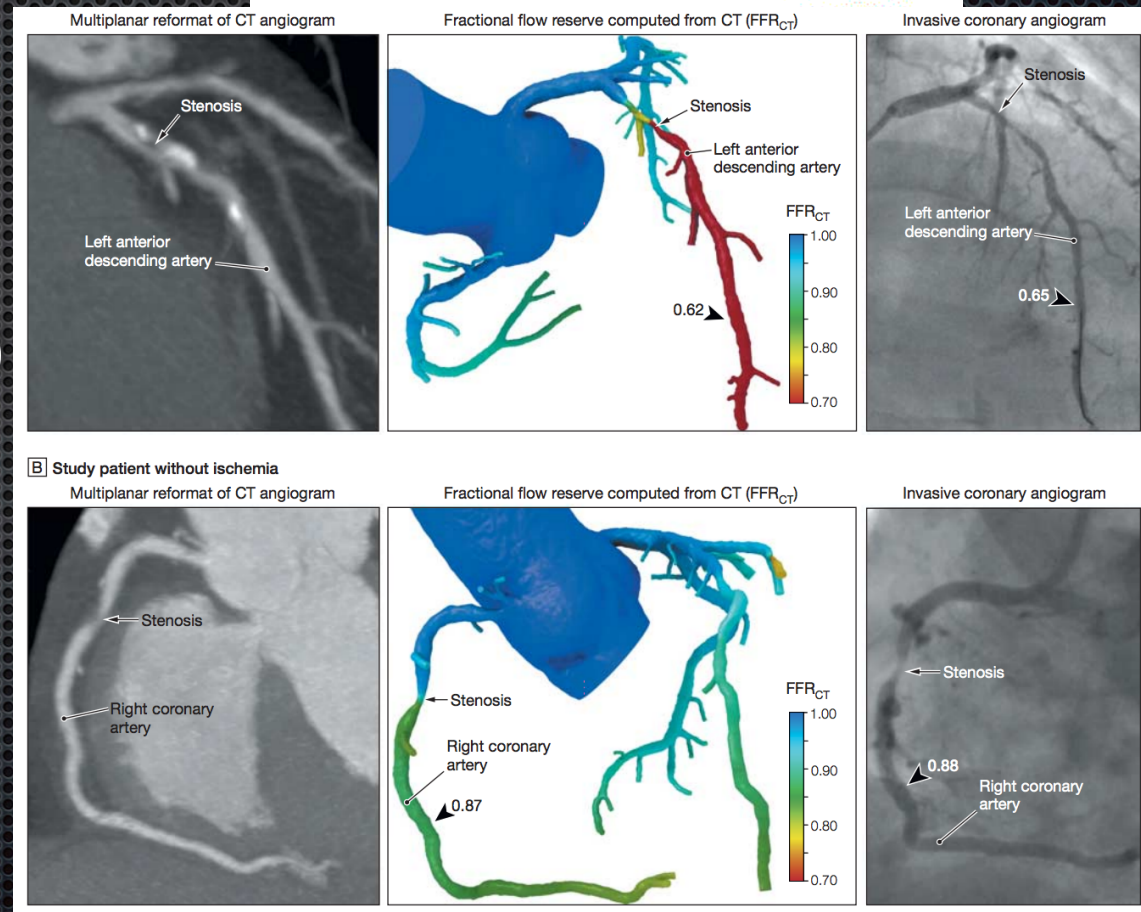 Multiplanar reformat of CT angiogram
Stenosis
Left anterior
descending artery
Fractional flow reserve computed from CT (FFRCT)
Stenosis
Left anterior
descending artery
FFRCT
1.00
0.90
0.80
0.70
0.62
Invasive coronary angiogram
Stenosis
Left anterior
descending artery
0.65
B Study patient without ischemia
Multiplanar reformat of CT angiogram
Stenosis
Right coronary
artery
Fractional flow reserve computed from CT (FFRCT)
Stenosis
Right coronary
artery
0.87
FFRCT
1.00
0.90
0.80
0.70
Invasive coronary angiogram
Stenosis
0.88
Right coronary
artery